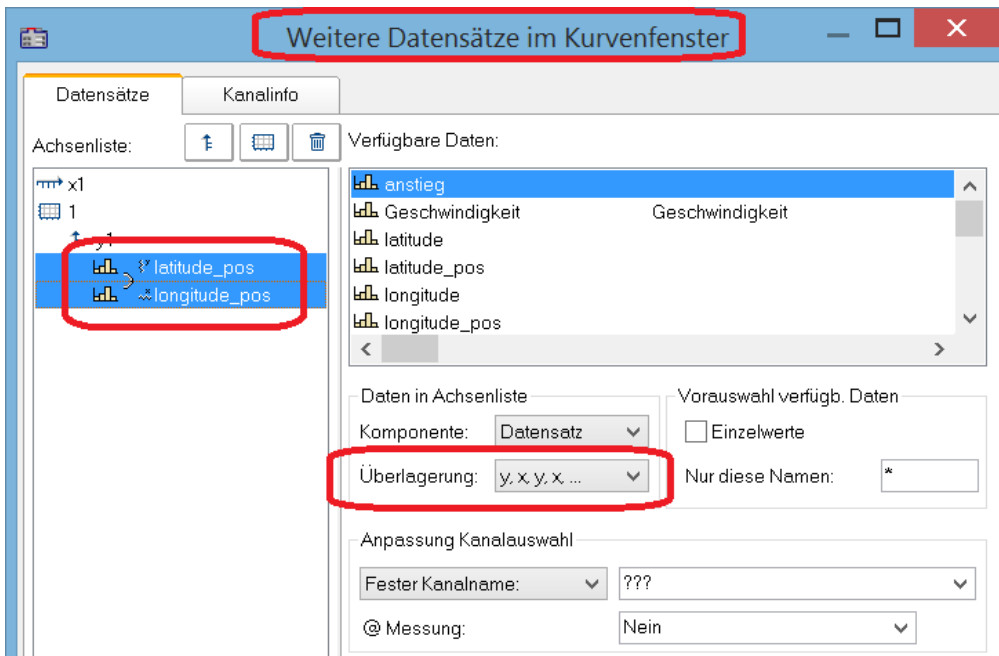 Weitere Datensätze im Kurvenfenster
Datensätze
Kanalinfo
Achsenliste:
x1
1
y1
latitude_pos
longitude_pos
Verfügbare Daten:
anstieg
Geschwindigkeit Geschwindigkeit
latitude
latitude_pos
longitude
longitude_pos
Daten in Achsenliste
Komponente: Datensatz
Überlagerung: y, x, y, x, ...
Vorauswahl verfügb. Daten
Einzelwerte
Nur diese Namen: *
Anpassung Kanalauswahl
Fester Kanalname: ???
@ Messung: Nein